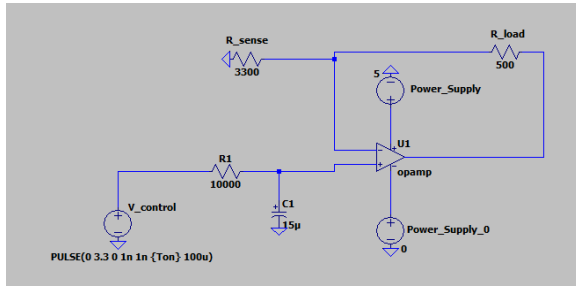 R_sense
3300
R_load
500
5
Power_Supply
U1
opamp
R1
10000
V_control
C1
15µ
Power_Supply_0
0
PULSE(0 3.3 0 1n 1n {Ton} 100u)